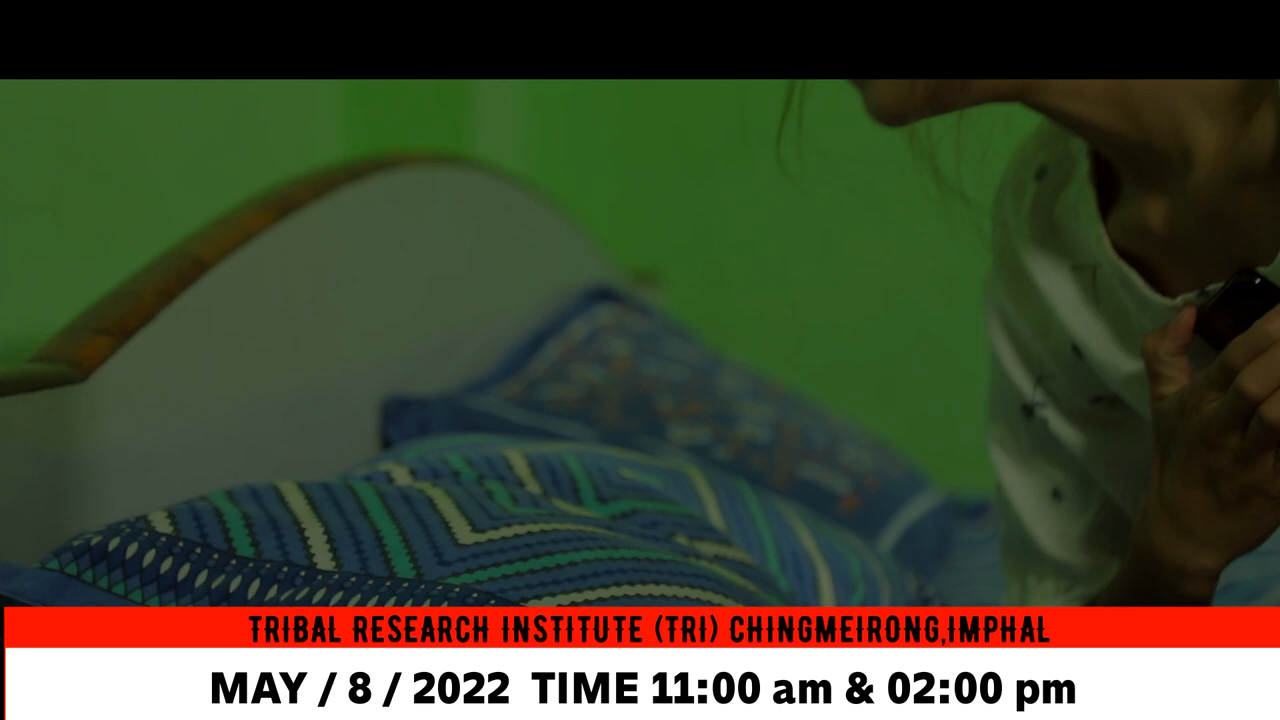 TRIBAL RESEARCH INSTITUTE (TRI) CHINGMEIRONG,IMPHAL
MAY / 8 / 2022 TIME 11:00 am & 02:00 pm